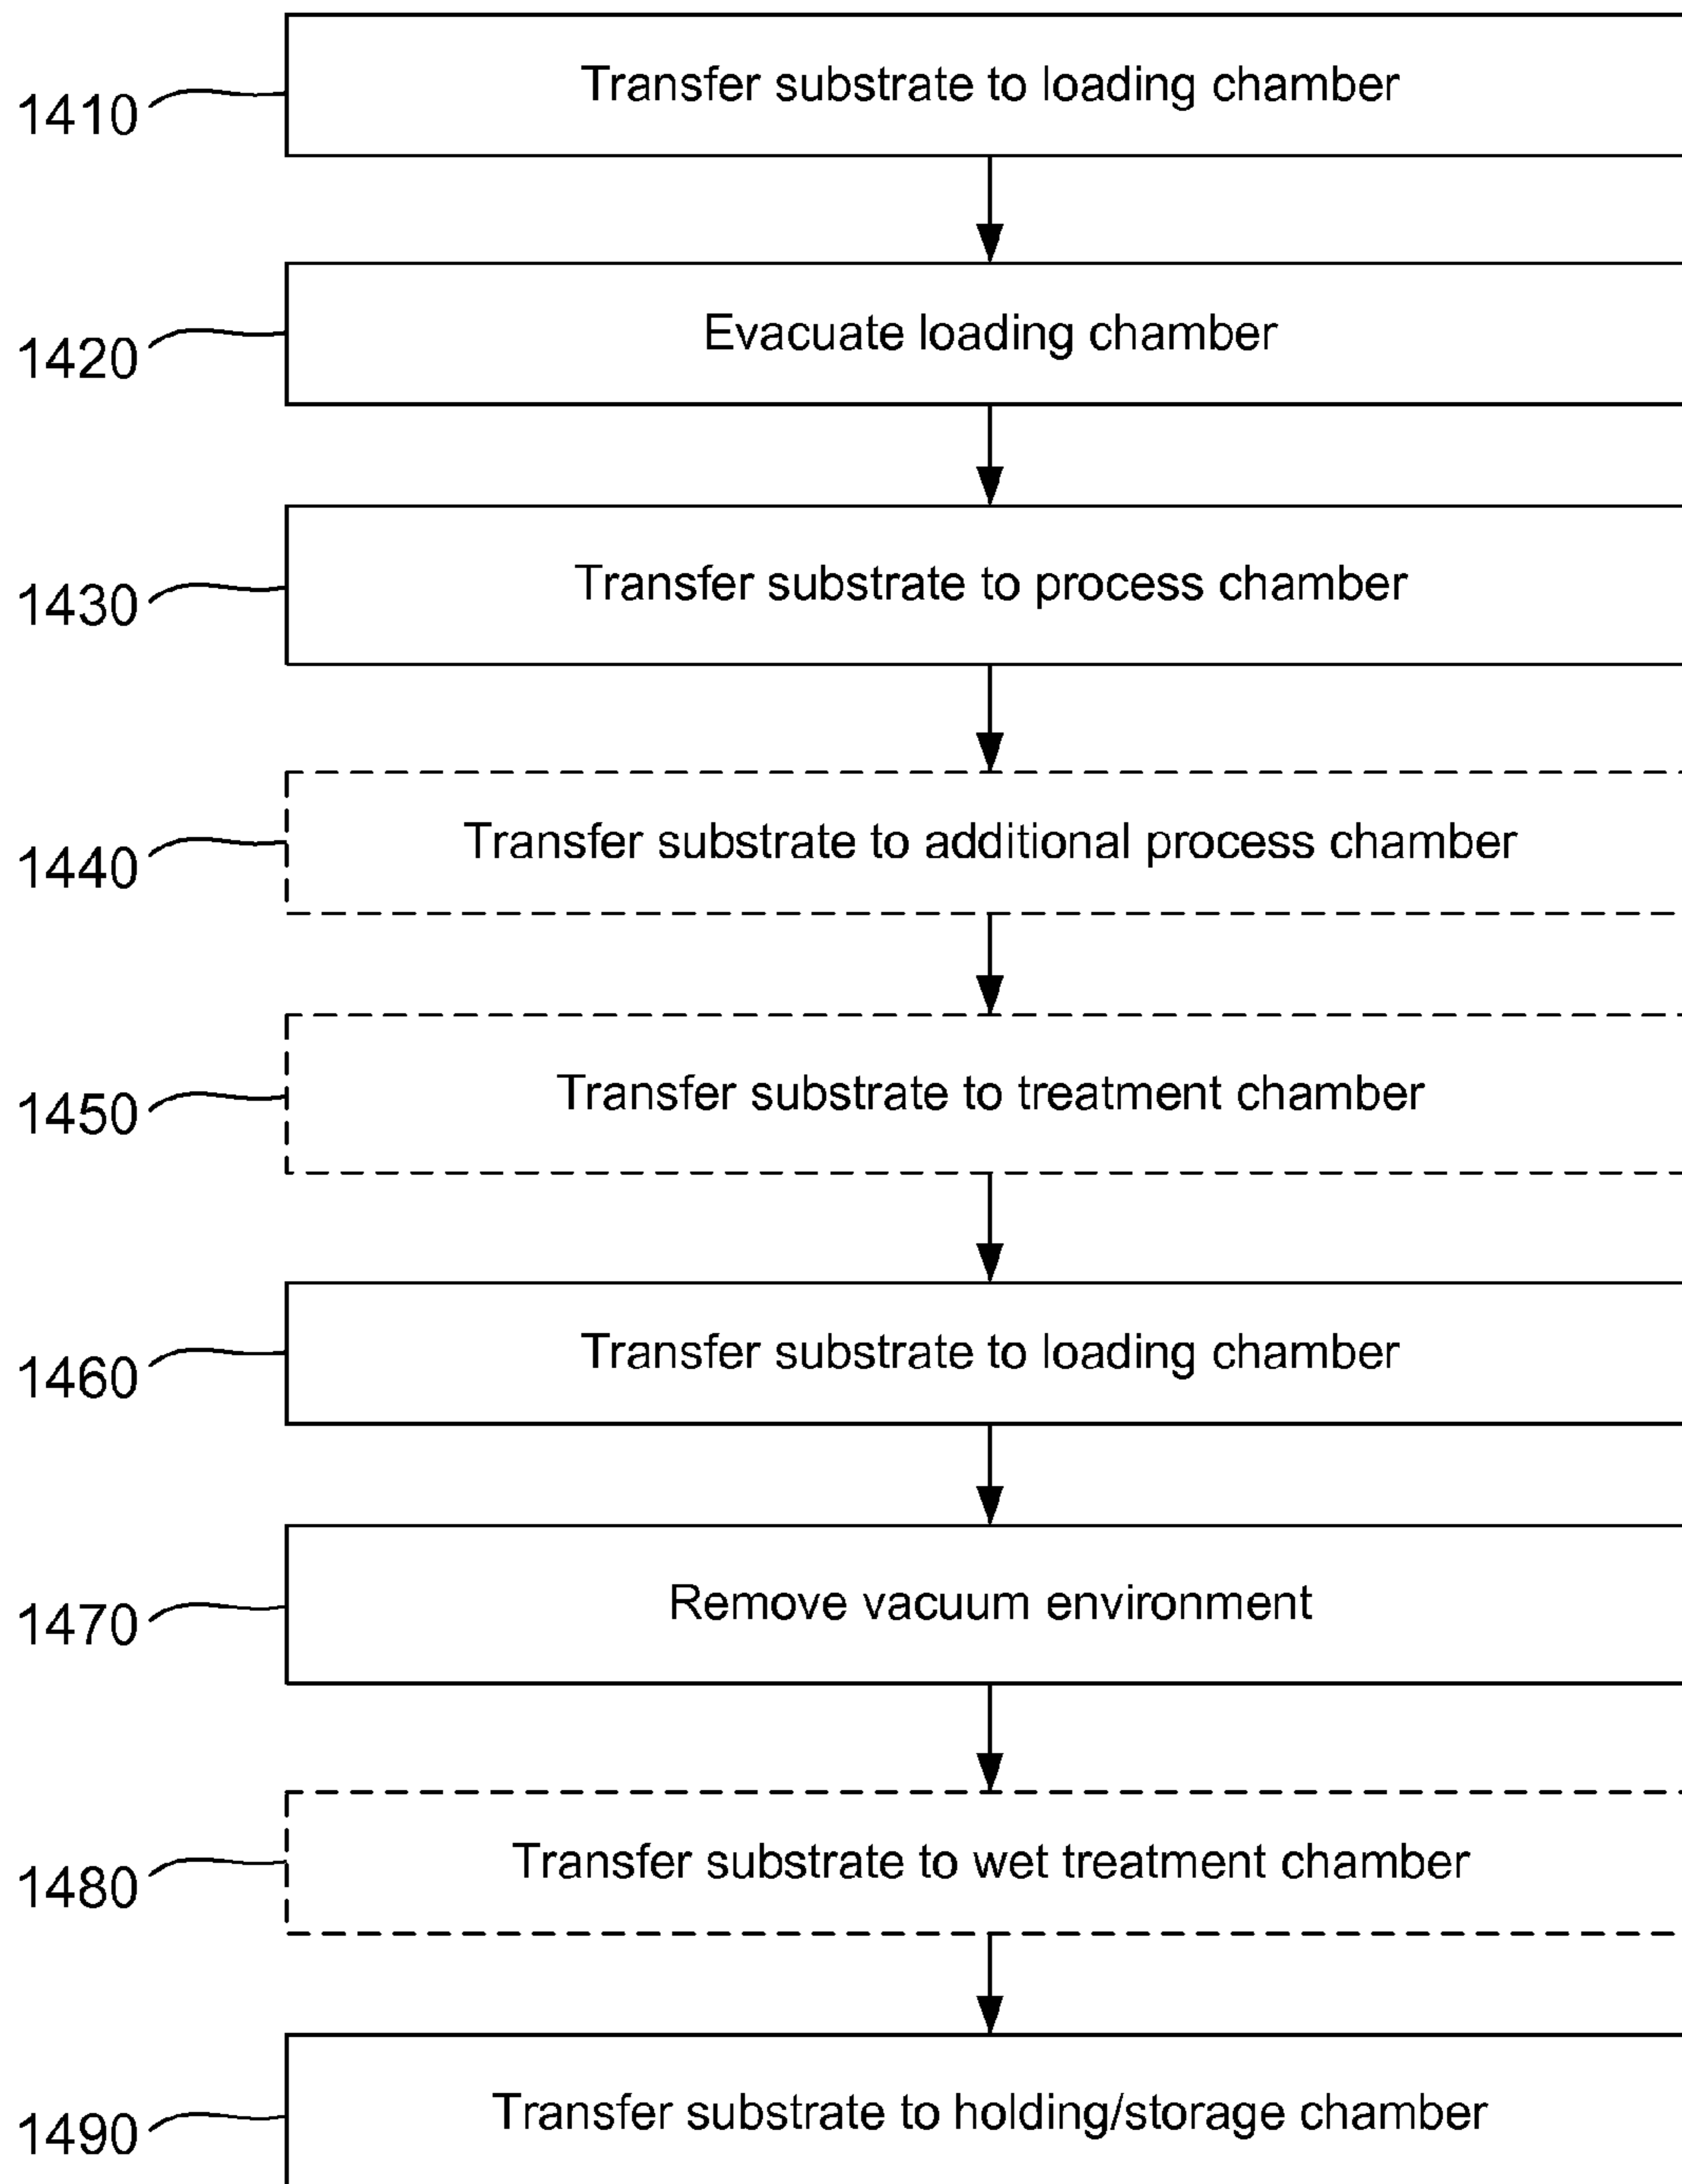 1410 Transfer substrate to loading chamber
1420 Evacuate loading chamber
1430 Transfer substrate to process chamber
1440 Transfer substrate to additional process chamber
1450 Transfer substrate to treatment chamber
1460 Transfer substrate to loading chamber
1470 Remove vacuum environment
1480 Transfer substrate to wet treatment chamber
1490 Transfer substrate to holding/storage chamber